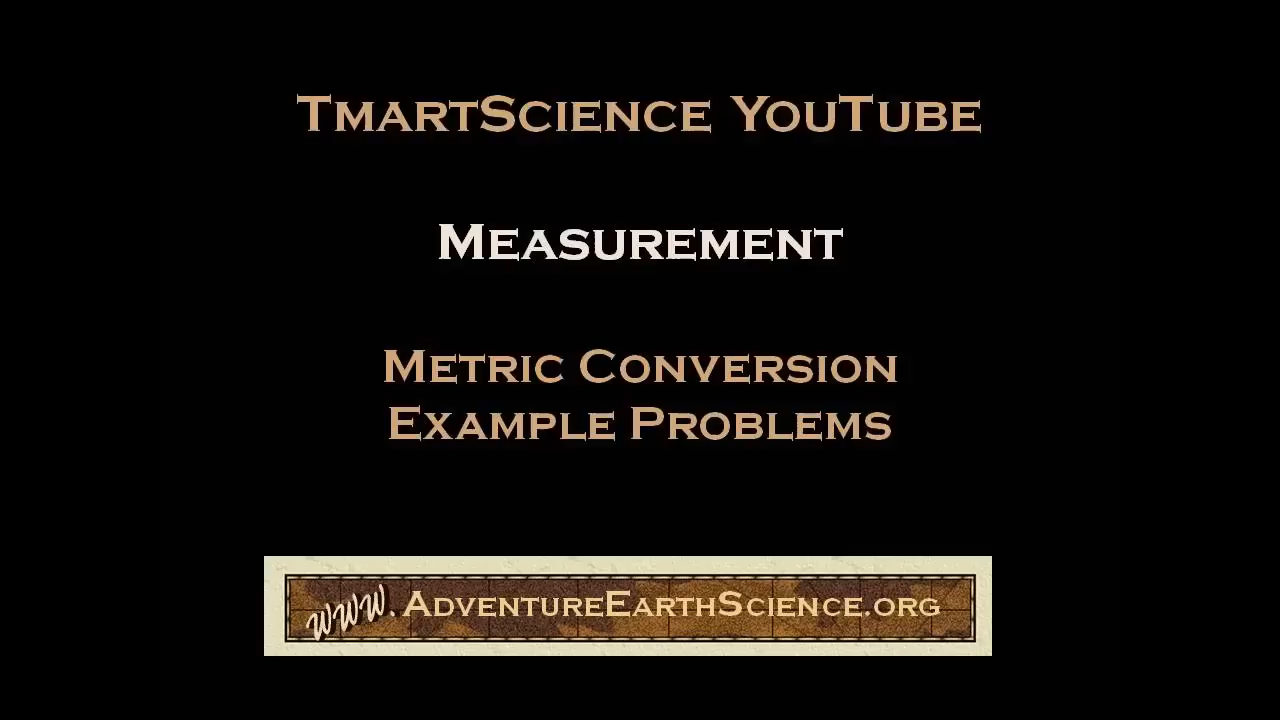 TmartScience YouTube
Measurement
Metric Conversion
Example Problems
www.AdventureEarthScience.org